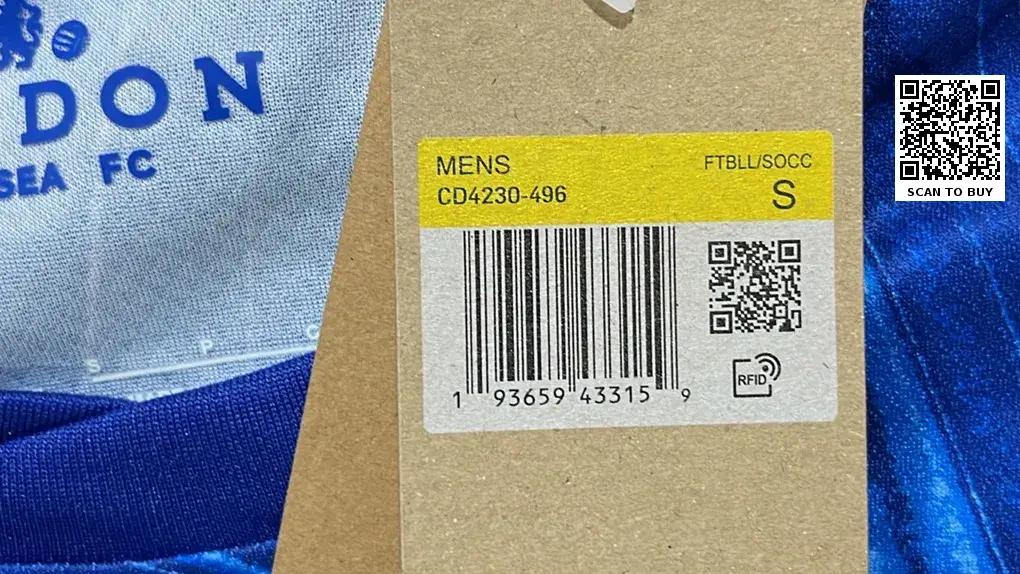 DON
SEA FC
S P
MENS
FTBLL/SOCC
CD4230-496
S
1 93659 43315 9
RFID
SCAN TO BUY